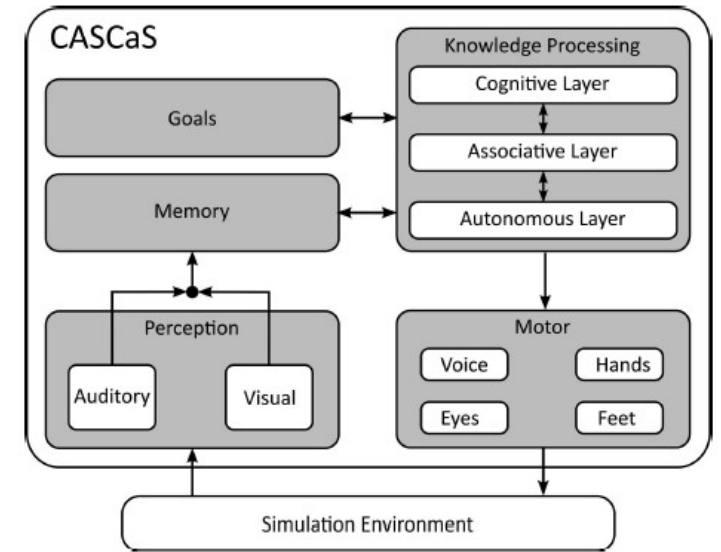 CASCaS
Knowledge Processing
Cognitive Layer
Associative Layer
Autonomous Layer
Goals
Memory
Perception
Auditory
Visual
Motor
Voice
Hands
Eyes
Feet
Simulation Environment